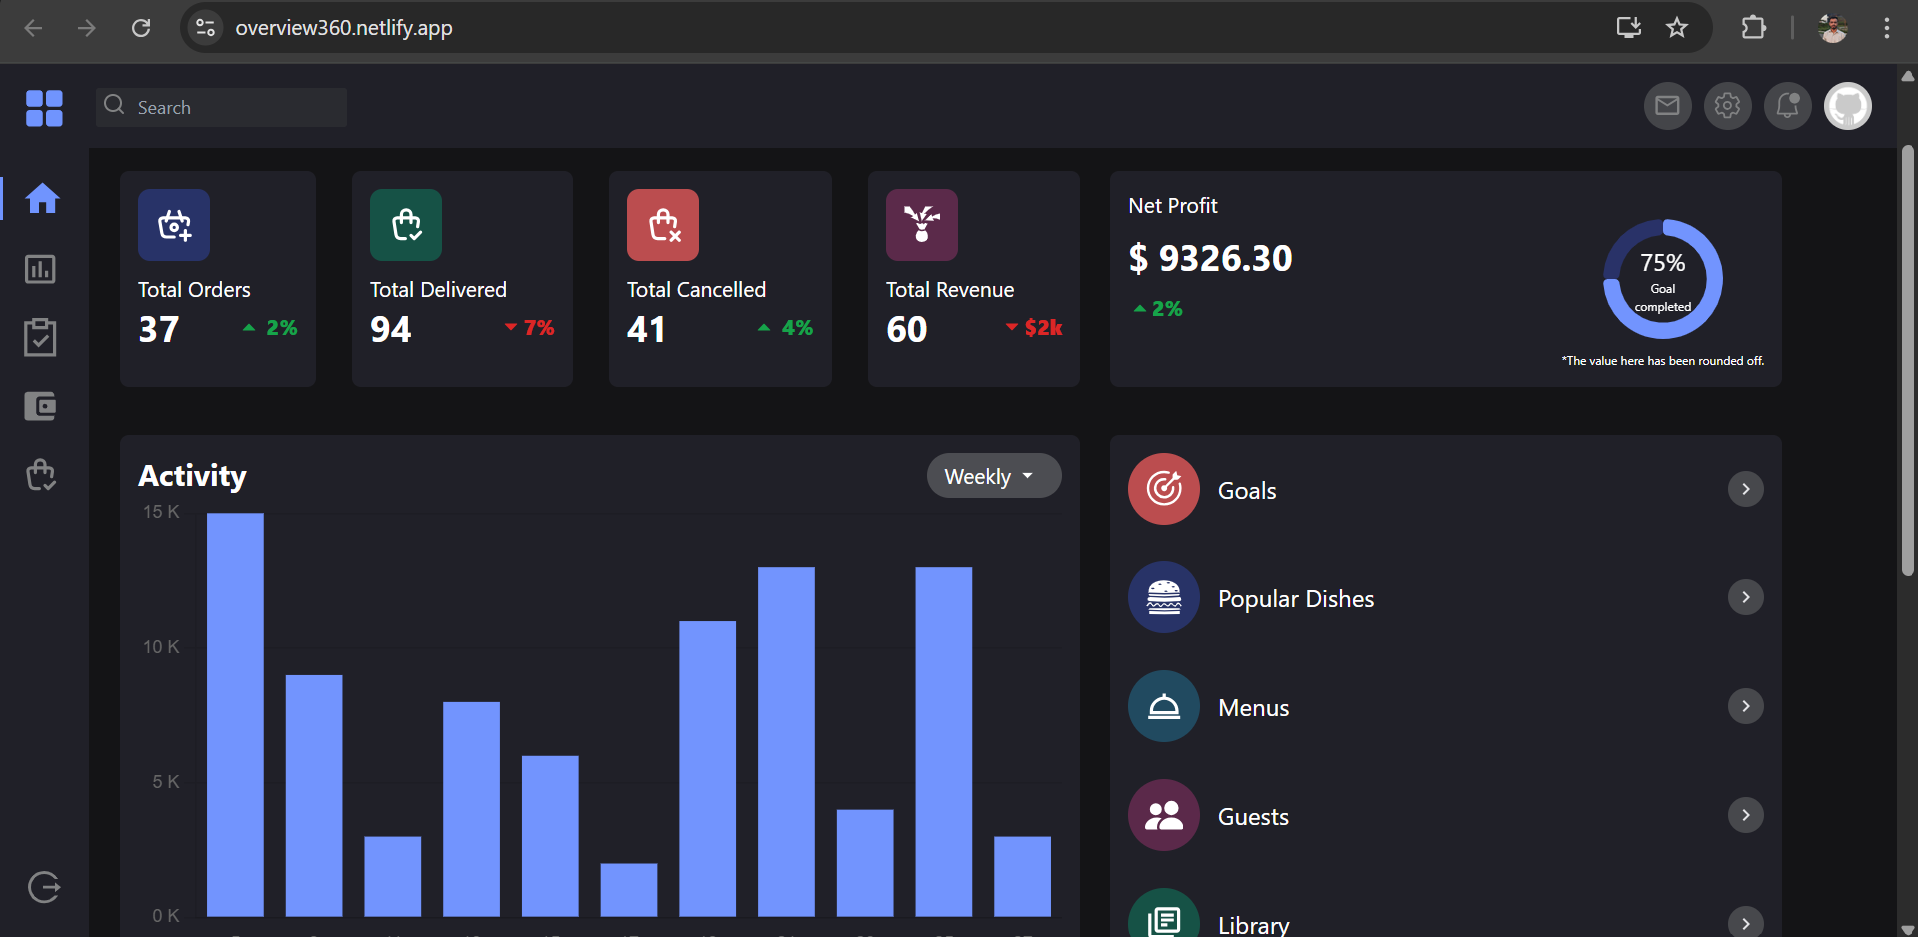 overview360.netlify.app
Search
Total Orders
37 2%
Total Delivered
94 7%
Total Cancelled
41 4%
Total Revenue
60 $2k
Net Profit
$ 9326.30
2%
75%
Goal
completed
*The value here has been rounded off.
Activity
Weekly
15 K
10 K
5 K
0 K
Goals
Popular Dishes
Menus
Guests
Library